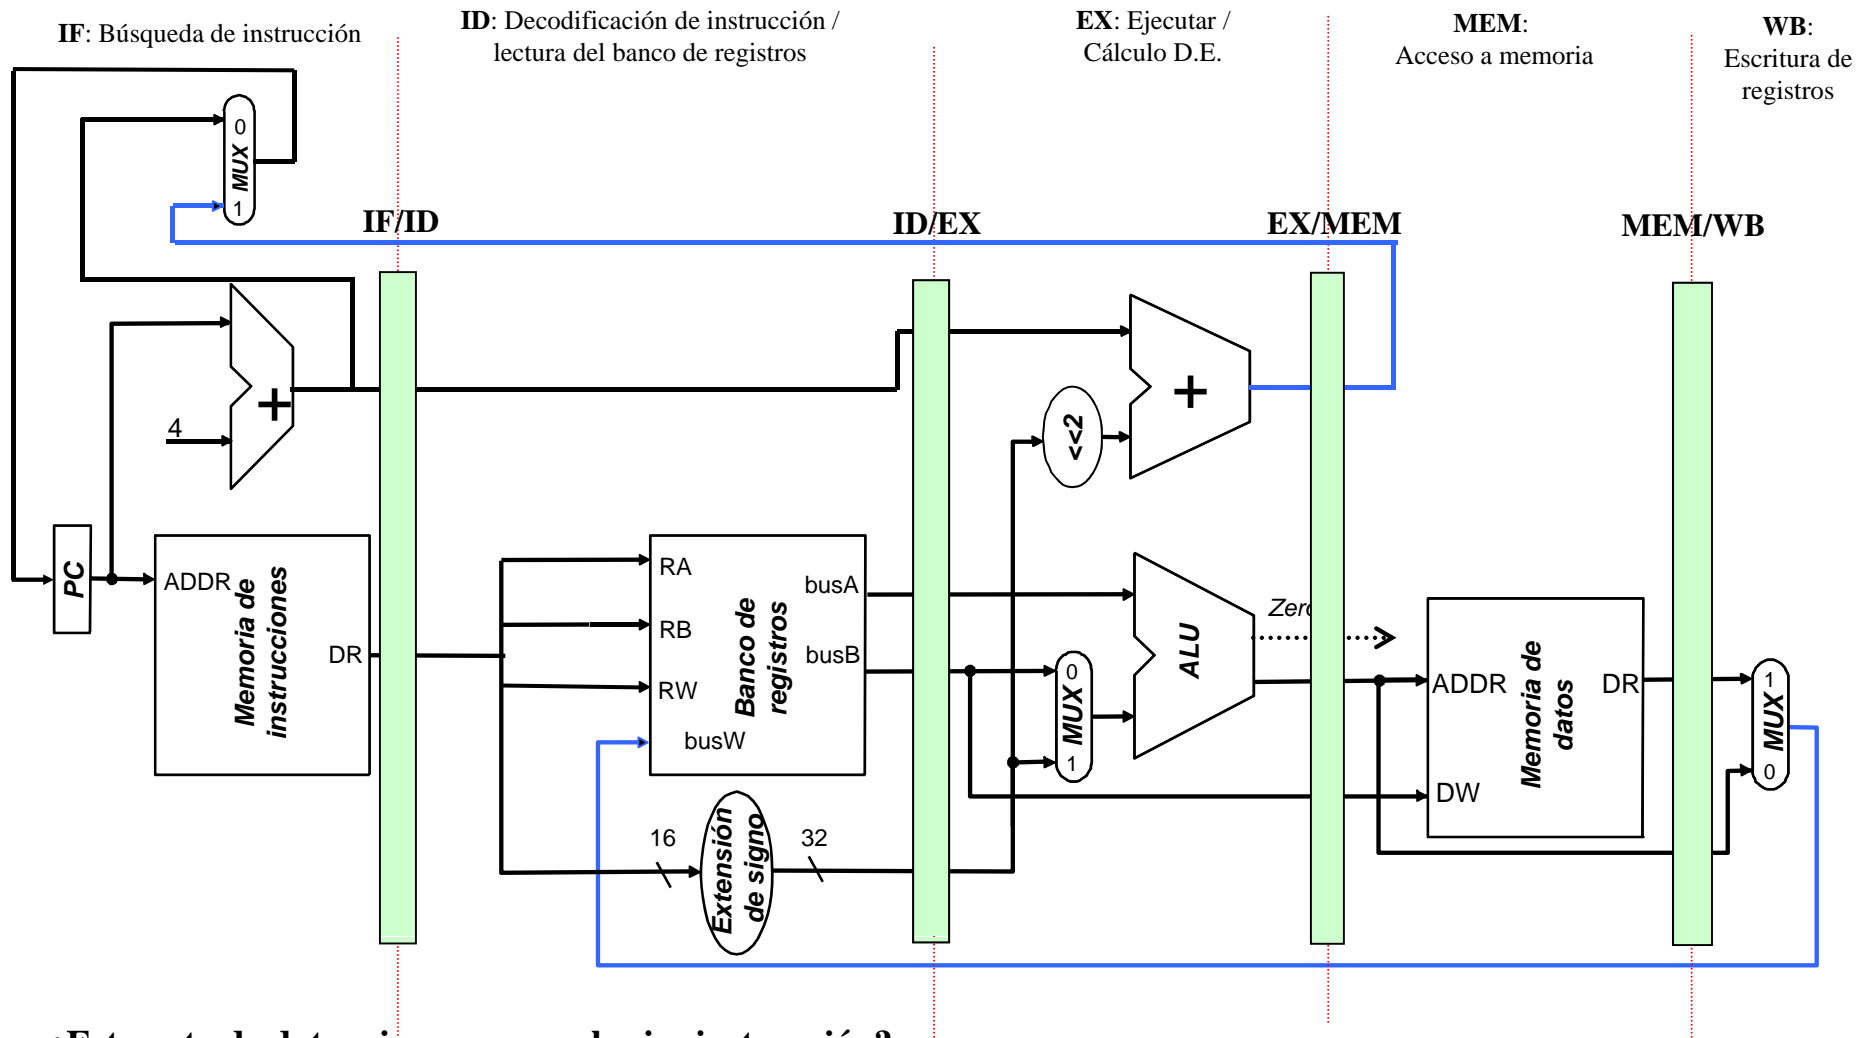 IF: Búsqueda de instrucción
ID: Decodificación de instrucción /
lectura del banco de registros
EX: Ejecutar /
Cálculo D.E.
MEM:
Acceso a memoria
WB:
Escritura de
registros
0
MUX
1
IF/ID
ID/EX
EX/MEM
MEM/WB
+
4
+
<<2
PC
ADDR
Memoria de
instrucciones
DR
RA
RB
RW
busW
Banco de
registros
busA
busB
0
MUX
1
ALU
Zero
ADDR
DW
Memoria de
datos
DR
1
MUX
0
16
Extensión
de signo
32